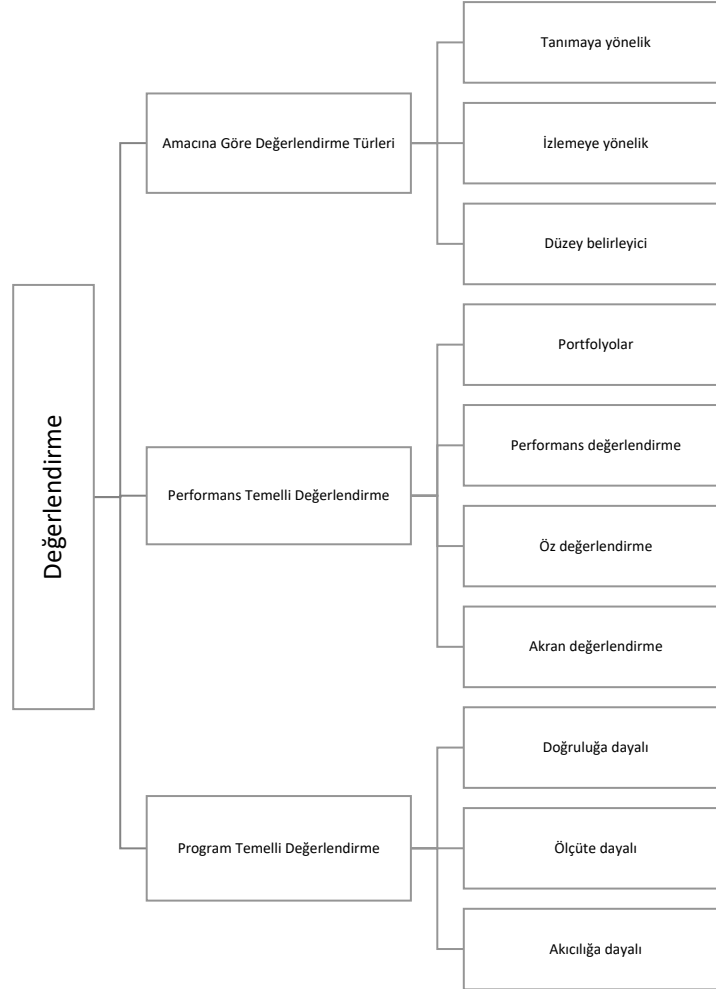 Değerlendirme
Amacına Göre Değerlendirme Türleri
Tanımaya yönelik
İzlemeye yönelik
Düzey belirleyici
Performans Temelli Değerlendirme
Portfolyolar
Performans değerlendirme
Öz değerlendirme
Akran değerlendirme
Program Temelli Değerlendirme
Doğruluğa dayalı
Ölçüte dayalı
Akıcılığa dayalı